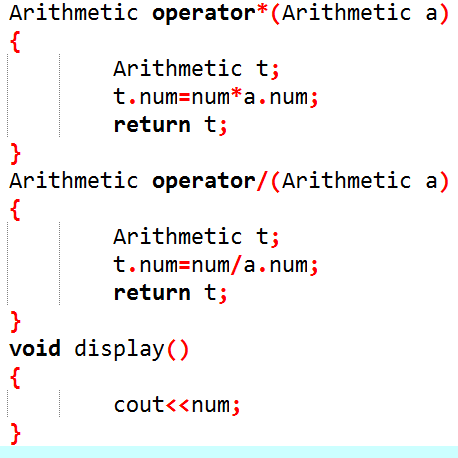 Arithmetic operator*(Arithmetic a)
{
Arithmetic t;
t.num=num*a.num;
return t;
}
Arithmetic operator/(Arithmetic a)
{
Arithmetic t;
t.num=num/a.num;
return t;
}
void display()
{
cout<<num;
}